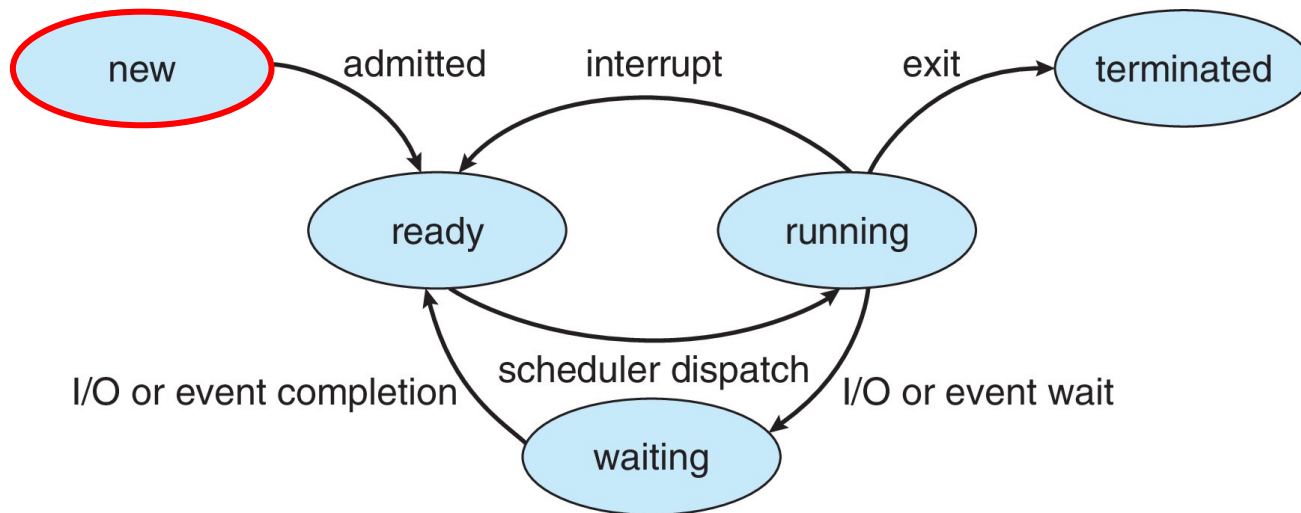 new
admitted
interrupt
exit
terminated
ready
running
scheduler dispatch
I/O or event completion
I/O or event wait
waiting